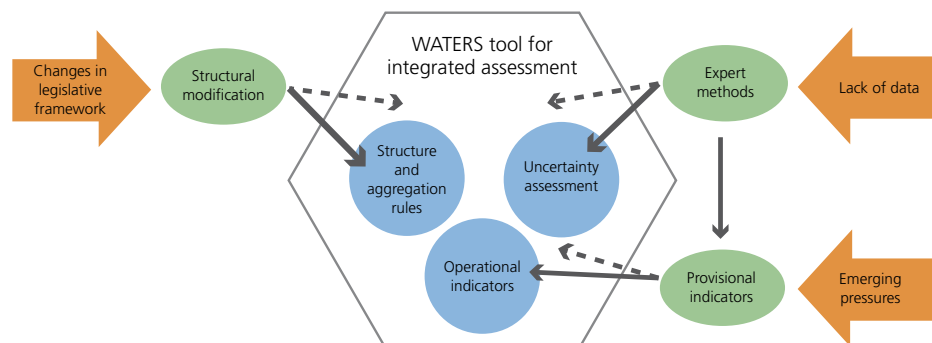 WATERS tool for
integrated assessment
Changes in
legislative
framework
Structural
modification
Expert
methods
Lack of data
Structure
and
aggregation
rules
Uncertainty
assessment
Operational
indicators
Provisional
indicators
Emerging
pressures